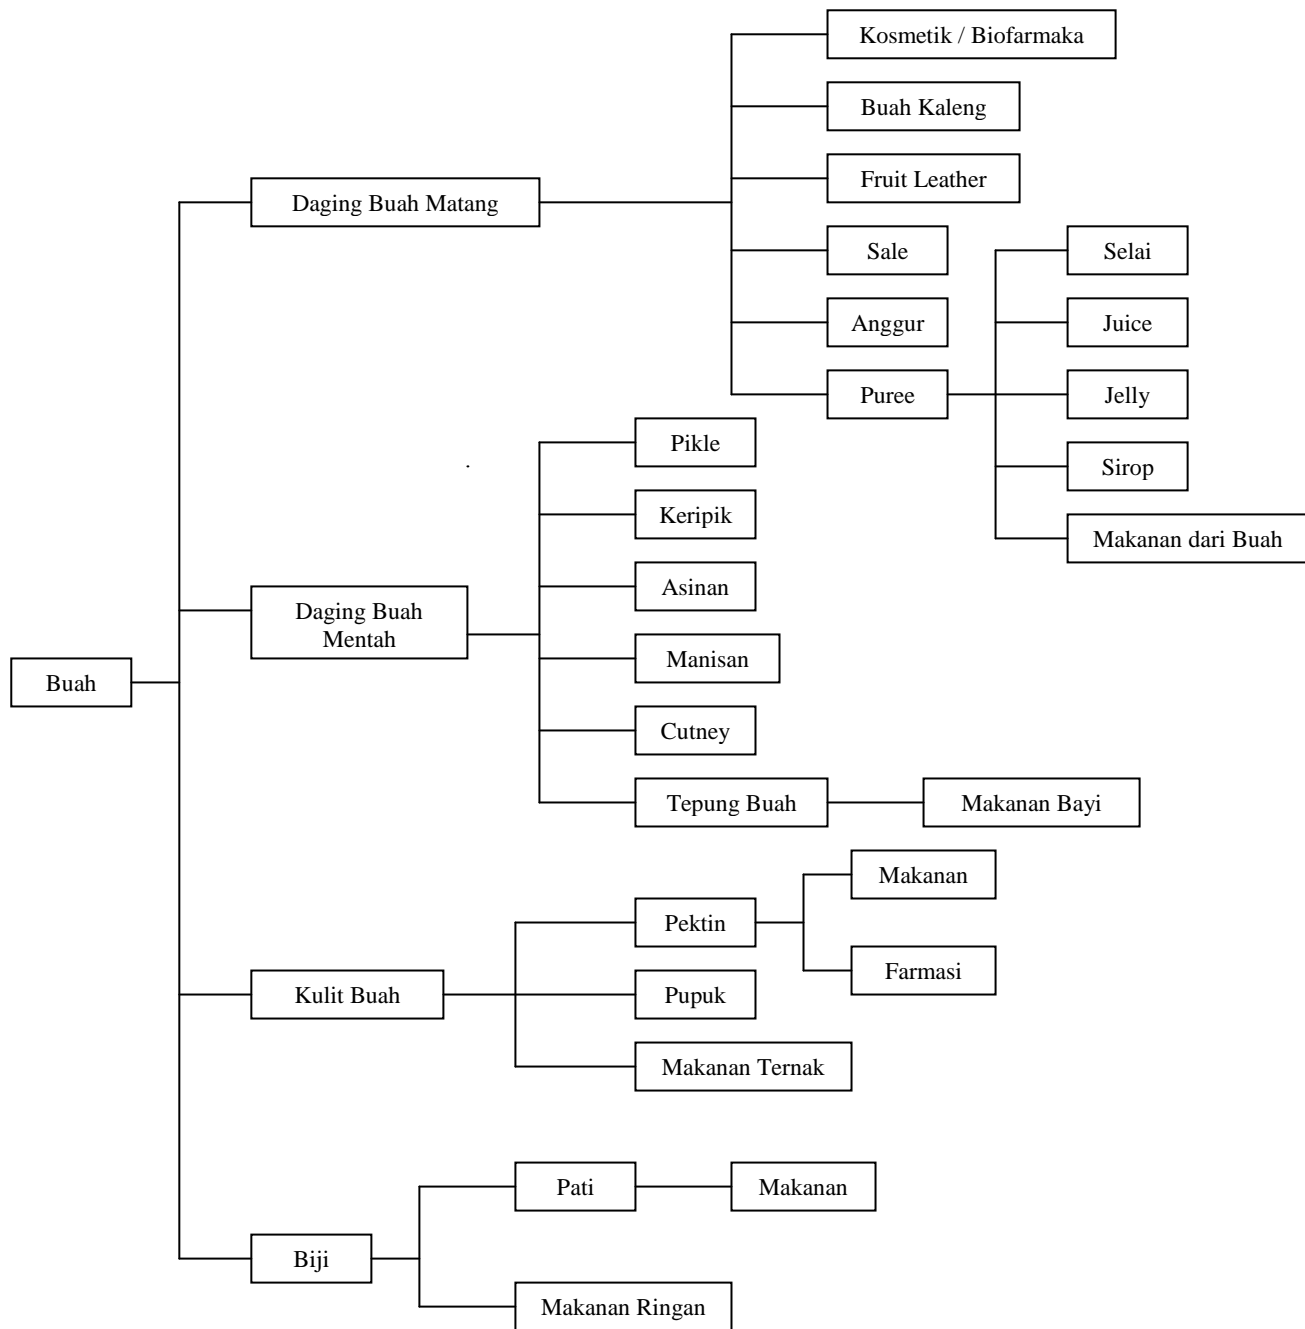 Kosmetik / Biofarmaka
Buah Kaleng
Fruit Leather
Daging Buah Matang
Sale
Selai
Anggur
Juice
Puree
Jelly
Pikle
Sirop
Keripik
Makanan dari Buah
Asinan
Daging Buah
Mentah
Manisan
Buah
Cutney
Tepung Buah
Makanan Bayi
Makanan
Pektin
Farmasi
Kulit Buah
Pupuk
Makanan Ternak
Pati
Makanan
Biji
Makanan Ringan